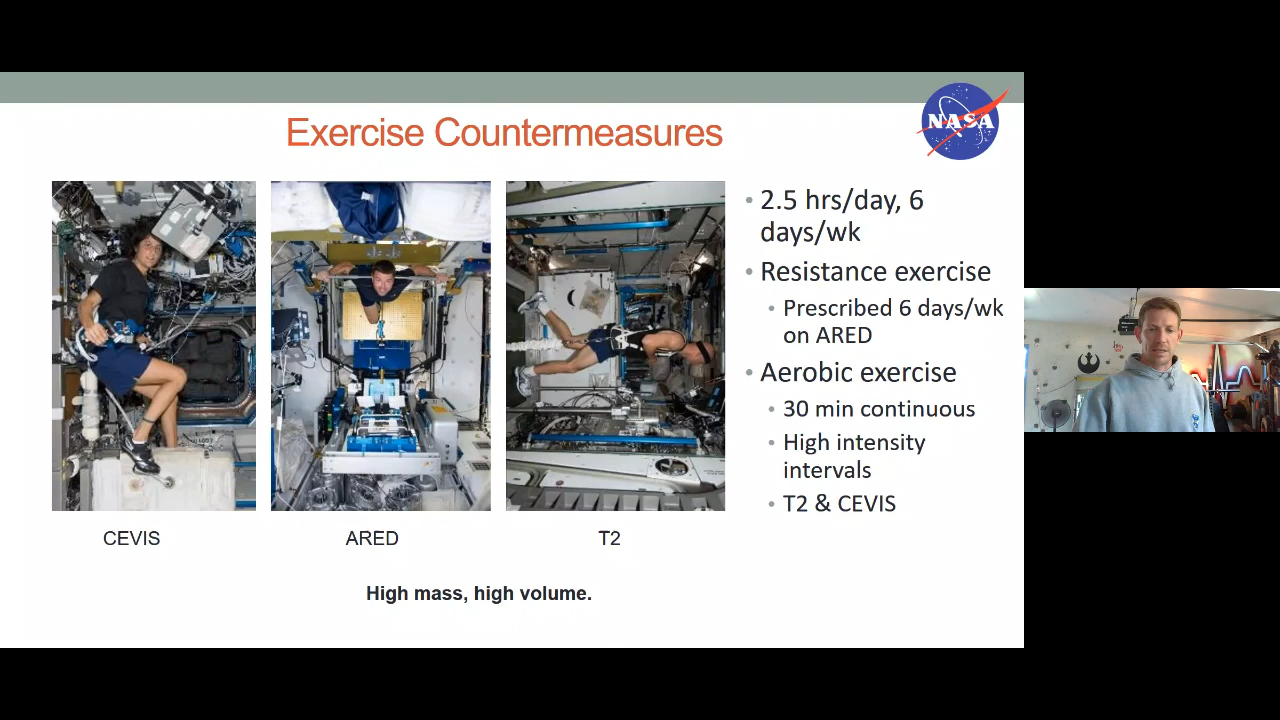 Exercise Countermeasures
NASA
• 2.5 hrs/day, 6
days/wk
• Resistance exercise
• Prescribed 6 days/wk
on ARED
• Aerobic exercise
• 30 min continuous
• High intensity
intervals
• T2 & CEVIS
CEVIS
ARED
T2
High mass, high volume.